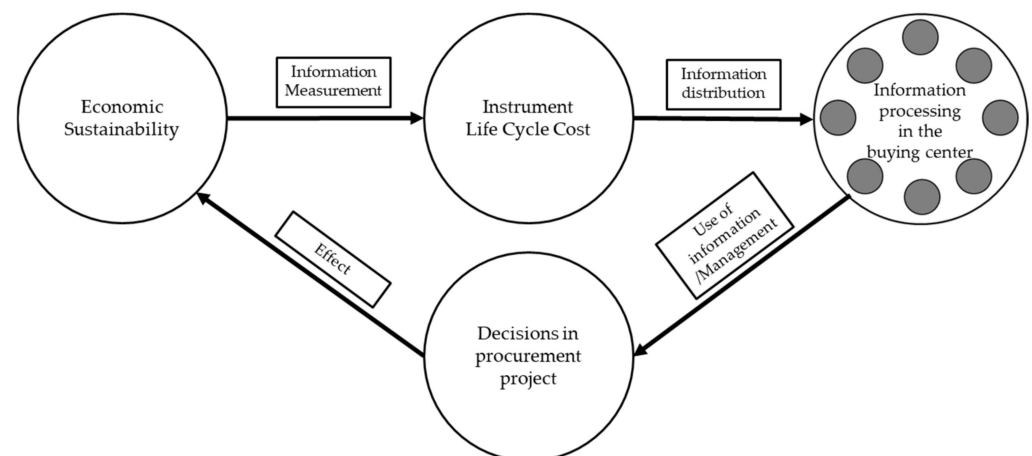 Economic
Sustainability
Information
Measurement
Instrument
Life Cycle Cost
Information
distribution
Information
processing
in the
buying center
Use of
information
/Management
Decisions in
procurement
project
Effect